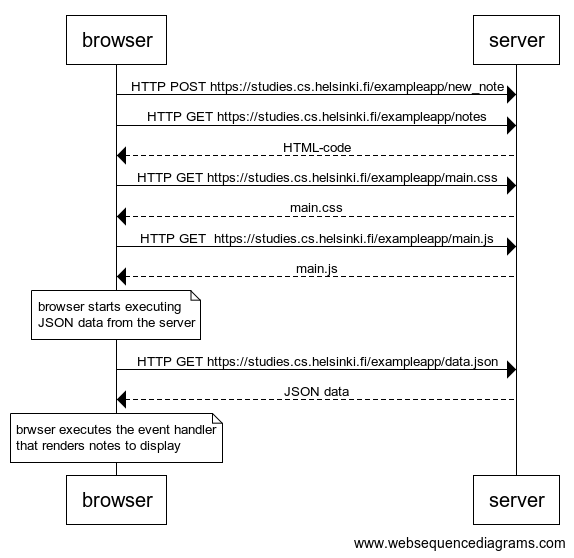 browser server
HTTP POST https://studies.cs.helsinki.fi/exampleapp/new_note
HTTP GET https://studies.cs.helsinki.fi/exampleapp/notes
HTML-code
HTTP GET https://studies.cs.helsinki.fi/exampleapp/main.css
main.css
HTTP GET  https://studies.cs.helsinki.fi/exampleapp/main.js
main.js
browser starts executing
JSON data from the server
HTTP GET https://studies.cs.helsinki.fi/exampleapp/data.json
JSON data
brwser executes the event handler
that renders notes to display
browser server
www.websequencediagrams.com